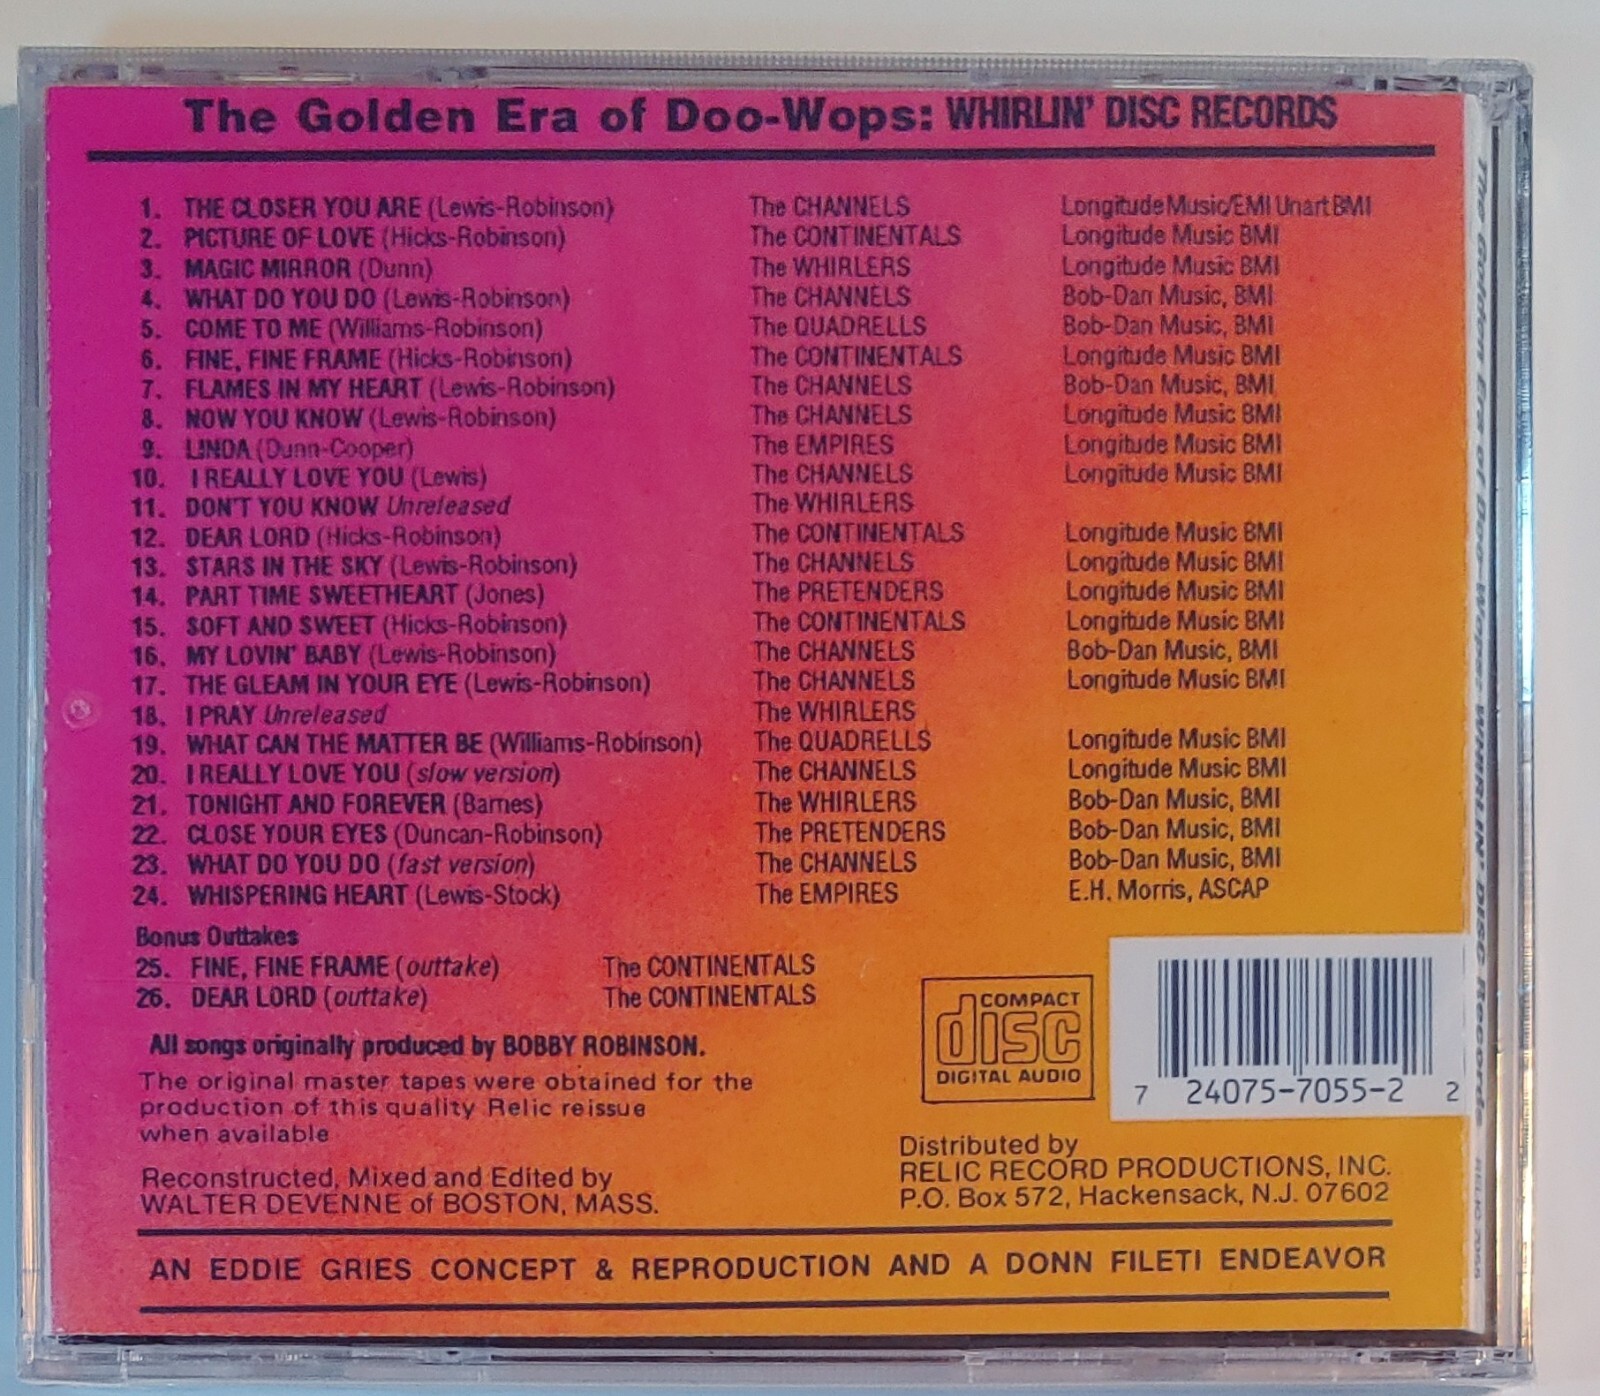 The Golden Era of Doo-Wops: WHIRLIN' DISC RECORDS
1. THE CLOSER YOU ARE (Lewis-Robinson) The CHANNELS Longitude Music/EMI Unart BMI
2. PICTURE OF LOVE (Hicks-Robinson) The CONTINENTALS Longitude Music BMI
3. MAGIC MIRROR (Dunn) The WHIRLERS Longitude Music BMI
4. WHAT DO YOU DO (Lewis-Robinson) The CHANNELS Bob-Dan Music, BMI
5. COME TO ME (Williams-Robinson) The QUADRELLS Bob-Dan Music, BMI
6. FINE, FINE FRAME (Hicks-Robinson) The CONTINENTALS Longitude Music BMI
7. FLAMES IN MY HEART (Lewis-Robinson) The CHANNELS Bob-Dan Music, BMI
8. NOW YOU KNOW (Lewis-Robinson) The CHANNELS Longitude Music BMI
9. LINDA (Dunn-Cooper) The EMPIRES Longitude Music BMI
10. I REALLY LOVE YOU (Lewis) The CHANNELS Longitude Music BMI
11. DON'T YOU KNOW Unreleased The WHIRLERS
12. DEAR LORD (Hicks-Robinson) The CONTINENTALS Longitude Music BMI
13. STARS IN THE SKY (Lewis-Robinson) The CHANNELS Longitude Music BMI
14. PART TIME SWEETHEART (Jones) The PRETENDERS Longitude Music BMI
15. SOFT AND SWEET (Hicks-Robinson) The CONTINENTALS Longitude Music BMI
16. MY LOVIN' BABY (Lewis-Robinson) The CHANNELS Bob-Dan Music, BMI
17. THE GLEAM IN YOUR EYE (Lewis-Robinson) The CHANNELS Longitude Music BMI
18. I PRAY Unreleased The WHIRLERS
19. WHAT CAN THE MATTER BE (Williams-Robinson) The QUADRELLS Longitude Music BMI
20. I REALLY LOVE YOU (slow version) The CHANNELS Longitude Music BMI
21. TONIGHT AND FOREVER (Barnes) The WHIRLERS Bob-Dan Music, BMI
22. CLOSE YOUR EYES (Duncan-Robinson) The PRETENDERS Bob-Dan Music, BMI
23. WHAT DO YOU DO (fast version) The CHANNELS Bob-Dan Music, BMI
24. WHISPERING HEART (Lewis-Stock) The EMPIRES E.H. Morris, ASCAP
Bonus Outtakes
25. FINE, FINE FRAME (outtake) The CONTINENTALS
26. DEAR LORD (outtake) The CONTINENTALS
All songs originally produced by BOBBY ROBINSON.
The original master tapes were obtained for the
production of this quality Relic reissue
when available
Reconstructed, Mixed and Edited by
WALTER DEVENNE of BOSTON, MASS.
COMPACT
disc
DIGITAL AUDIO
7 24075-7055-2 2
Distributed by
RELIC RECORD PRODUCTIONS, INC.
P.O. Box 572, Hackensack, N.J. 07602
AN EDDIE GRIES CONCEPT & REPRODUCTION AND A DONN FILETI ENDEAVOR
The Golden Era of Doo-Wops: WHIRLIN' DISC Records